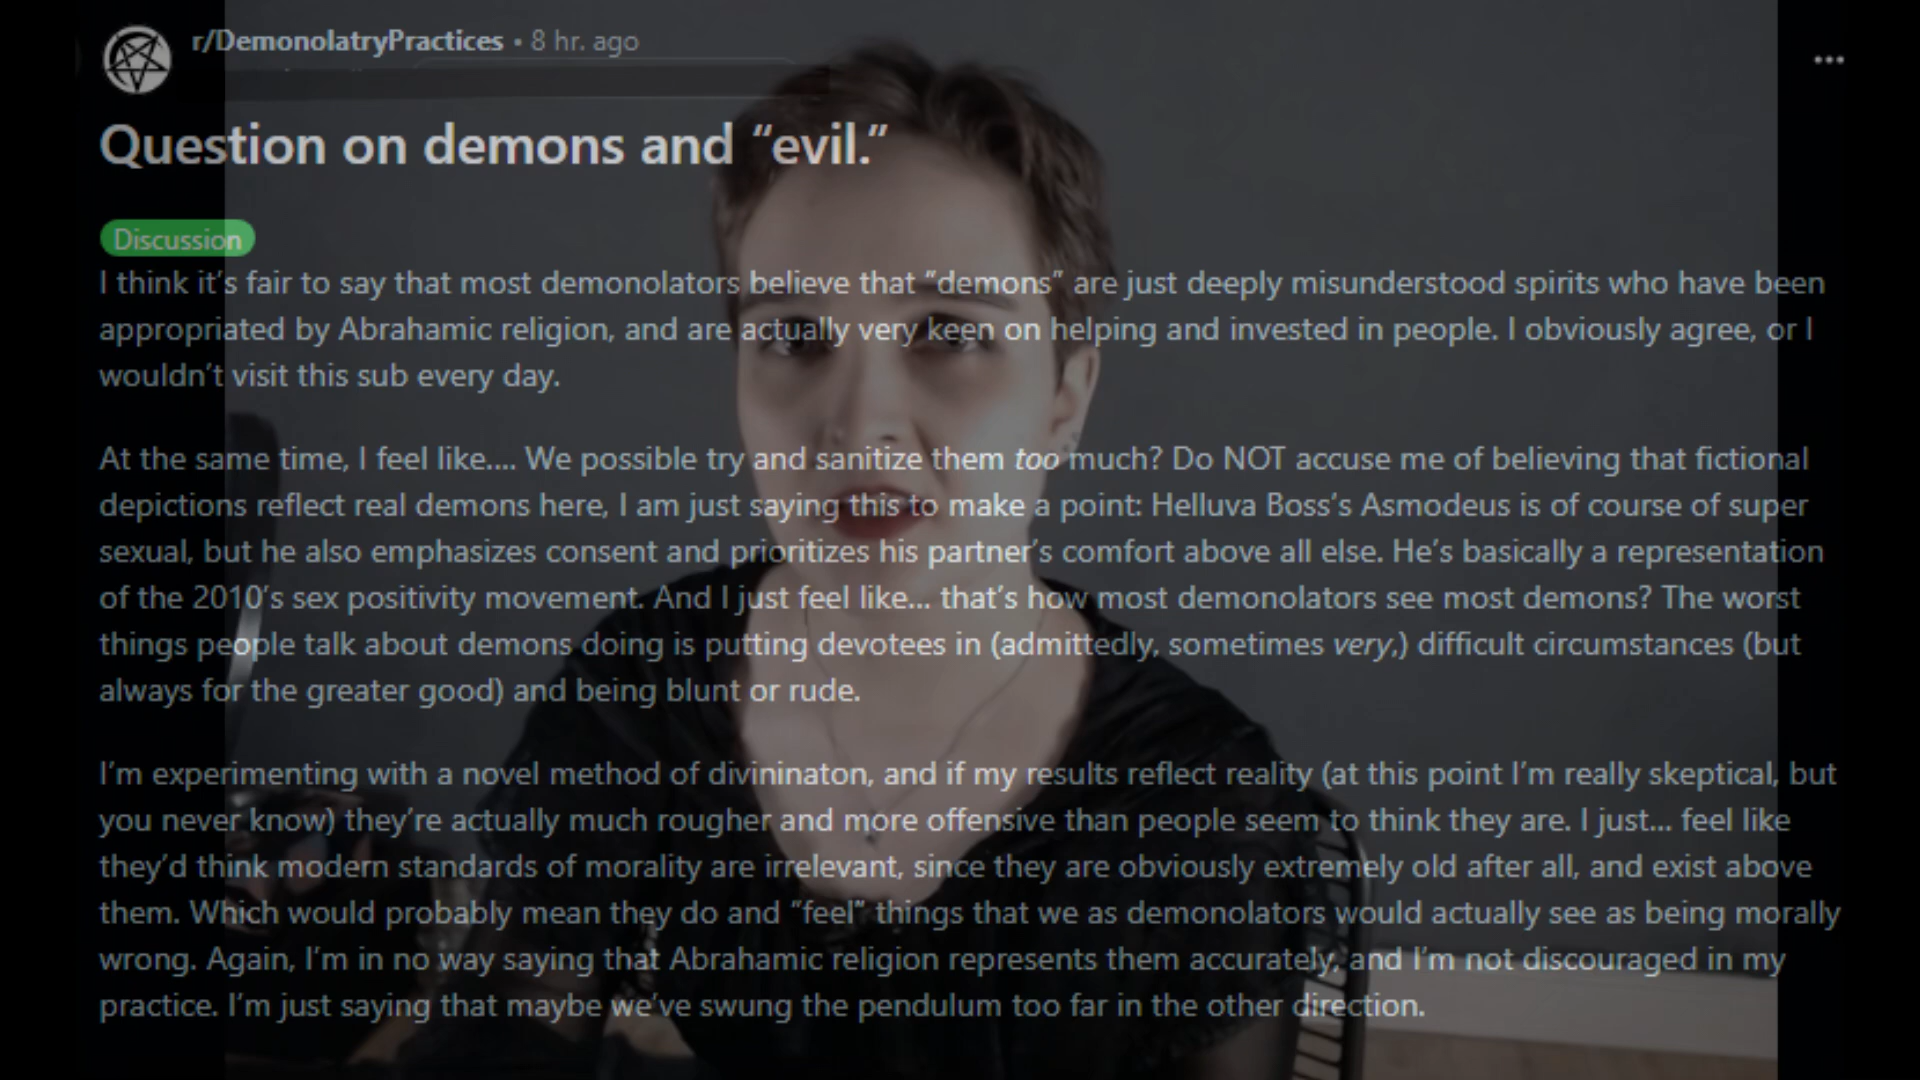 r/DemonolatryPractices • 8 hr. ago
Question on demons and “evil.”
Discussion
I think it’s fair to say that most demonolators believe that “demons” are just deeply misunderstood spirits who have been
appropriated by Abrahamic religion, and are actually very keen on helping and invested in people. I obviously agree, or I
wouldn’t visit this sub every day.
At the same time, I feel like.... We possible try and sanitize them too much? Do NOT accuse me of believing that fictional
depictions reflect real demons here, I am just saying this to make a point: Helluva Boss’s Asmodeus is of course of super
sexual, but he also emphasizes consent and prioritizes his partner’s comfort above all else. He’s basically a representation
of the 2010’s sex positivity movement. And I just feel like... that’s how most demonolators see most demons? The worst
things people talk about demons doing is putting devotees in (admittedly, sometimes very,) difficult circumstances (but
always for the greater good) and being blunt or rude.
I’m experimenting with a novel method of divininaton, and if my results reflect reality (at this point I’m really skeptical, but
you never know) they’re actually much rougher and more offensive than people seem to think they are. I just... feel like
they’d think modern standards of morality are irrelevant, since they are obviously extremely old after all, and exist above
them. Which would probably mean they do and “feel” things that we as demonolators would actually see as being morally
wrong. Again, I’m in no way saying that Abrahamic religion represents them accurately, and I’m not discouraged in my
practice. I’m just saying that maybe we’ve swung the pendulum too far in the other direction.